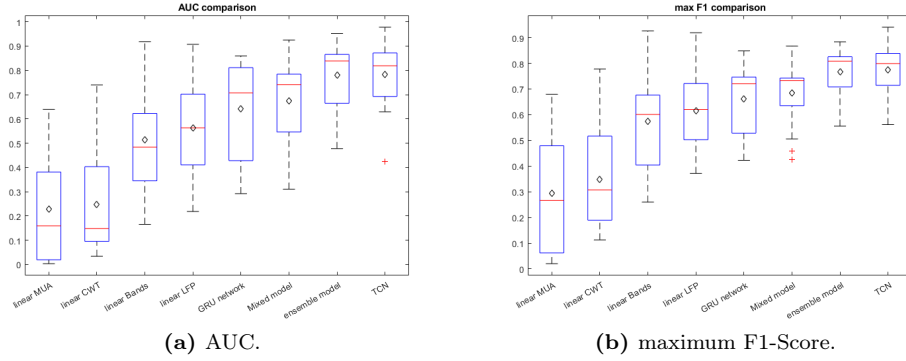 AUC comparison
1
0.9
0.8
0.7
0.6
0.5
0.4
0.3
0.2
0.1
0
linear MUA
linear CWT
linear Bands
linear LFP
GRU network
Mixed model
ensemble model
TCN
(a) AUC.
max F1 comparison
1
0.9
0.8
0.7
0.6
0.5
0.4
0.3
0.2
0.1
0
linear MUA
linear CWT
linear Bands
linear LFP
GRU network
Mixed model
ensemble model
TCN
(b) maximum F1-Score.